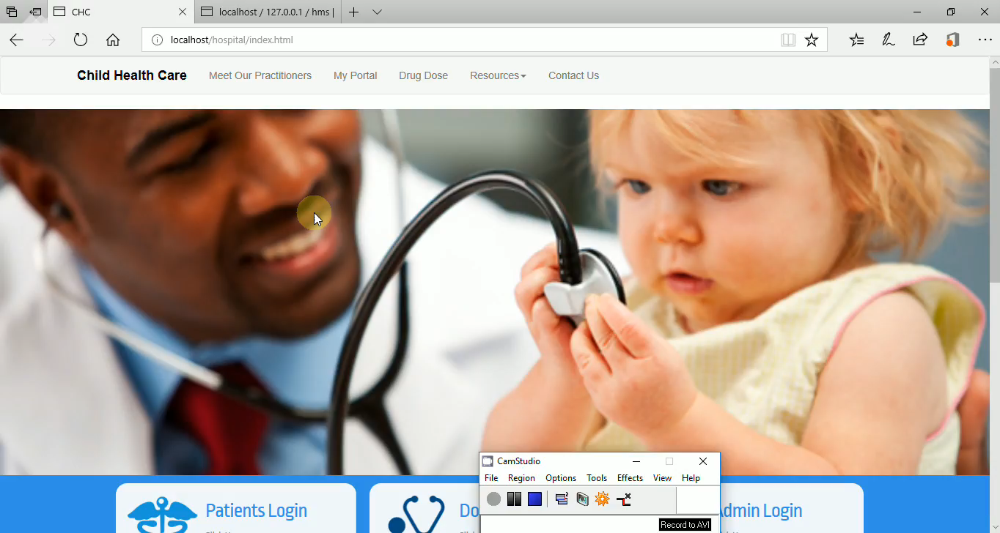 CHC
localhost / 127.0.0.1 / hms |
localhost/hospital/index.html
Child Health Care
Meet Our Practitioners
My Portal
Drug Dose
Resources
Contact Us
CamStudio
File Region Options Tools Effects View Help
Patients Login
Do
dmin Login
Record to AVI